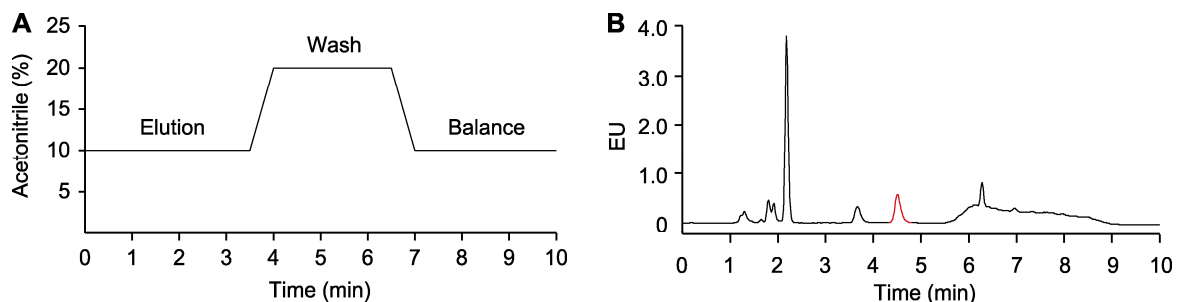 A
Acetonitrile (%)
25
20
15
10
5
Wash
Elution
Balance
0 1 2 3 4 5 6 7 8 9 10
Time (min)
B
EU
4.0
3.0
2.0
1.0
0
0 1 2 3 4 5 6 7 8 9 10
Time (min)